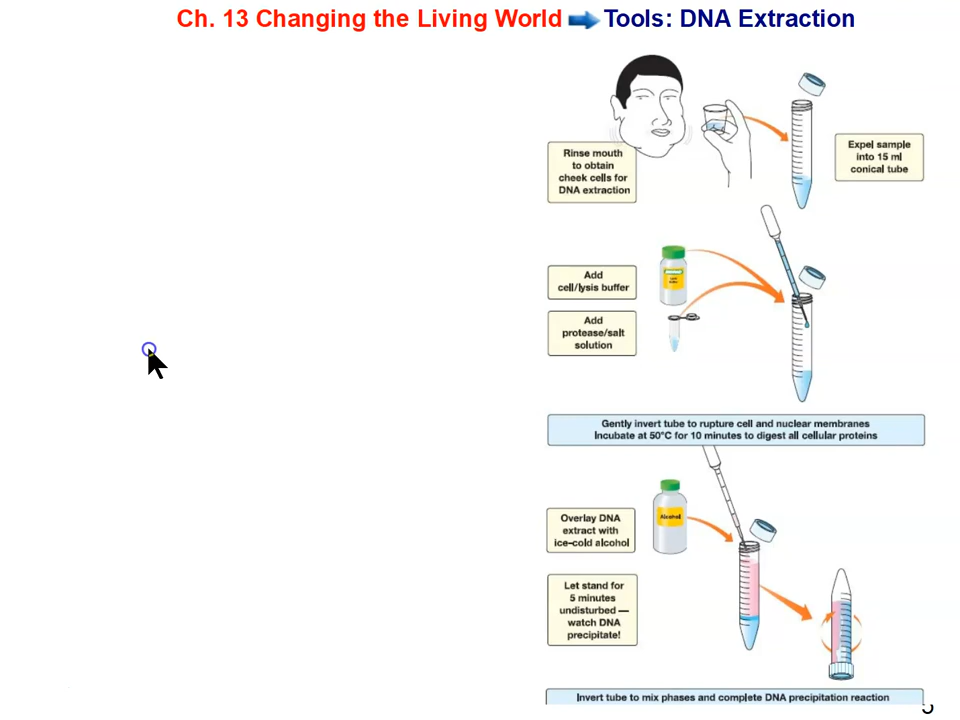 Ch. 13 Changing the Living World Tools: DNA Extraction
Rinse mouth
to obtain
cheek cells for
DNA extraction
Expel sample
into 15 ml
conical tube
Add
cell/lysis buffer
Add
protease/salt
solution
Gently invert tube to rupture cell and nuclear membranes
Incubate at 50°C for 10 minutes to digest all cellular proteins
Overlay DNA
extract with
ice-cold alcohol
Alcohol
Let stand for
5 minutes
undisturbed —
watch DNA
precipitate!
Invert tube to mix phases and complete DNA precipitation reaction
5